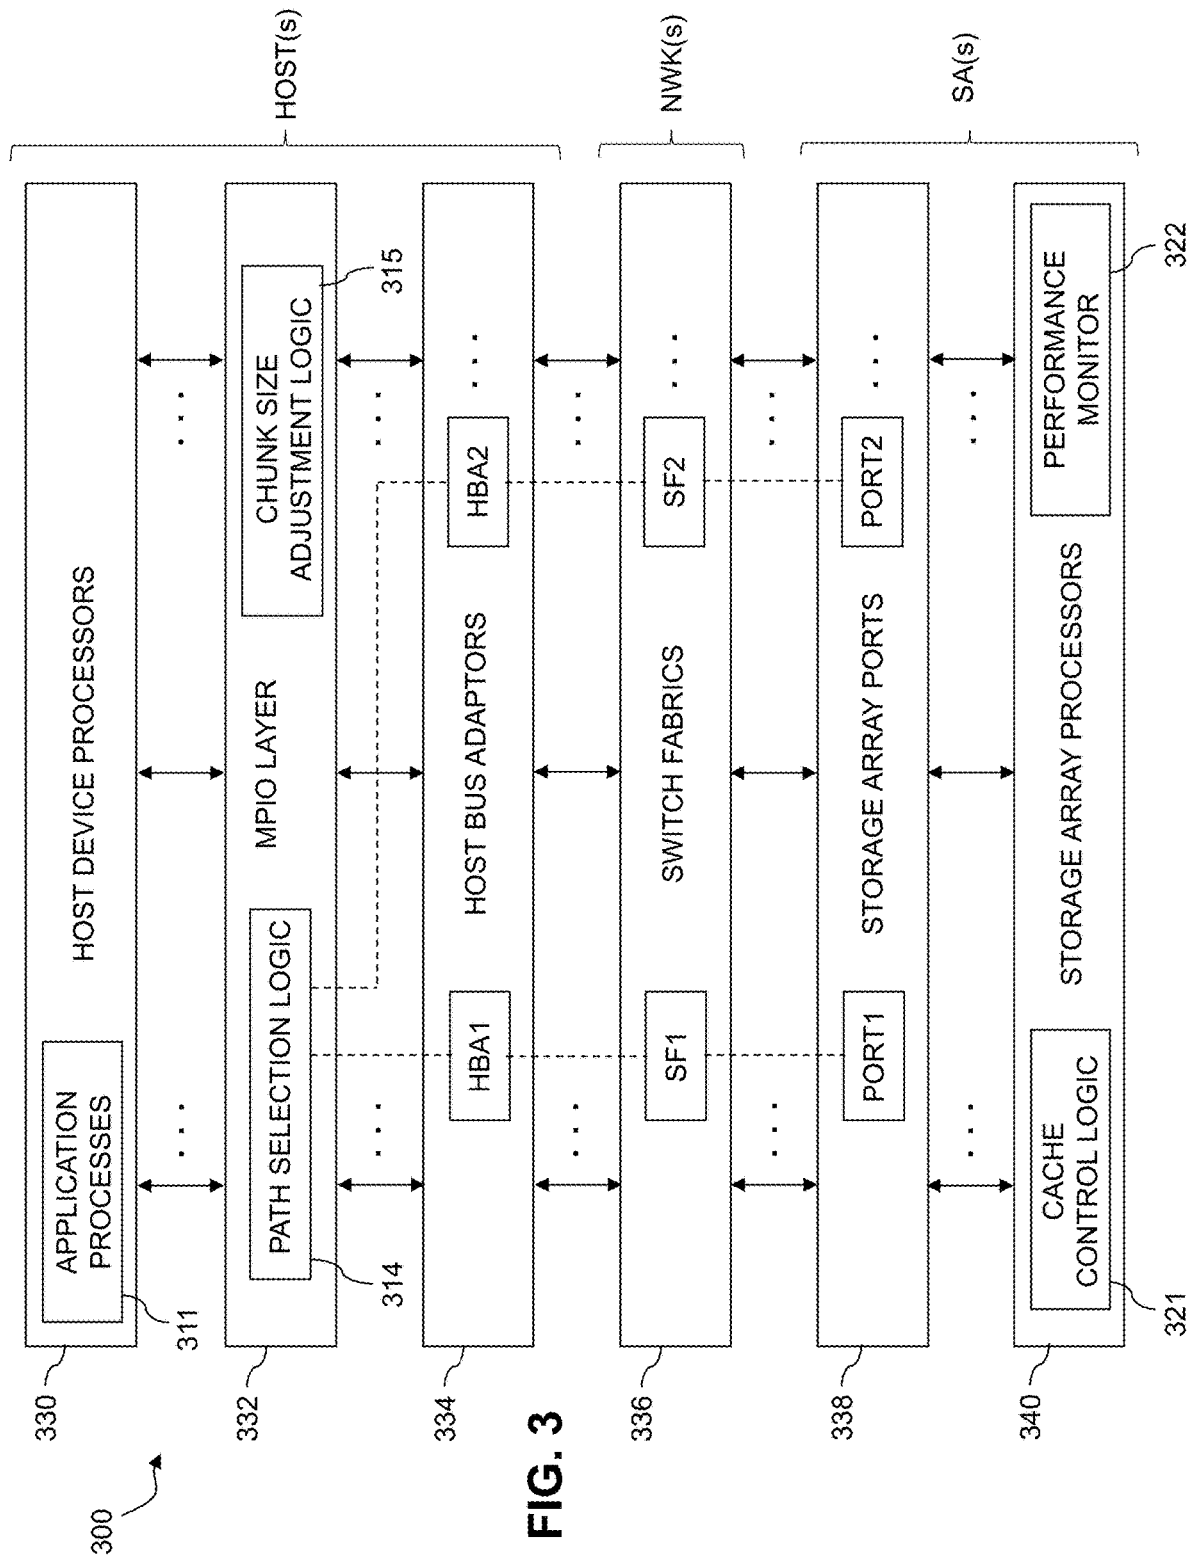 300
330
HOST DEVICE PROCESSORS
APPLICATION
PROCESSES
311
332
PATH SELECTION LOGIC
314
MPIO LAYER
CHUNK SIZE
ADJUSTMENT LOGIC
315
334
HBA1
HOST BUS ADAPTORS
HBA2
HOST(s)
336
SF1
SWITCH FABRICS
SF2
NWK(s)
338
PORT1
STORAGE ARRAY PORTS
PORT2
340
CACHE
CONTROL LOGIC
321
STORAGE ARRAY PROCESSORS
PERFORMANCE
MONITOR
322
SA(s)
FIG. 3